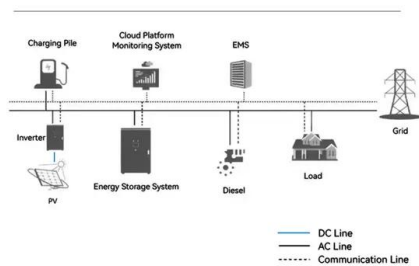 Charging Pile
Cloud Platform
Monitoring System
EMS
Grid
Inverter
PV
Energy Storage System
Diesel
Load
DC Line
AC Line
Communication Line